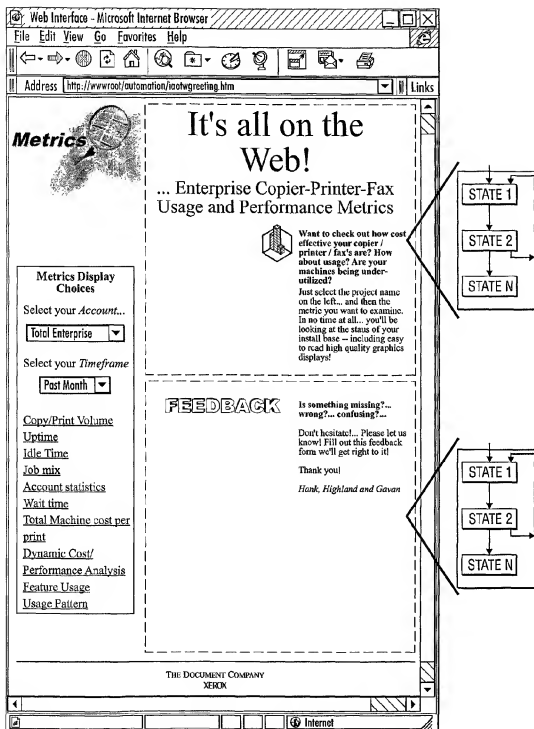 Web Interface - Microsoft Internet Browser
File Edit View Go Favorites Help
Address http://wwwroot/automation/iaotwgreeting.htm Links
Metrics
It's all on the
Web!
... Enterprise Copier-Printer-Fax
Usage and Performance Metrics
Want to check out how cost
effective your copier /
printer / fax's are? How
about usage? Are your
machines being under-
utilized?
Just select the project name
on the left... and then the
metric you want to examine.
In no time at all... you'll be
looking at the staus of your
install base – including easy
to read high quality graphics
displays!
Metrics Display
Choices
Select your Account...
Total Enterprise
Select your Timeframe
Past Month
Copy/Print Volume
Uptime
Idle Time
Job mix
Account statistics
Wait time
Total Machine cost per
print
Dynamic Cost/
Performance Analysis
Feature Usage
Usage Pattern
FEEDBACK
Is something missing?...
wrong?... confusing?...
Don't hesitate!... Please let us
know! Fill out this feedback
form we'll get right to it!
Thank you!
Hank, Highland and Gavan
THE DOCUMENT COMPANY
XEROX
Internet
STATE 1
STATE 2
STATE N
STATE 1
STATE 2
STATE N